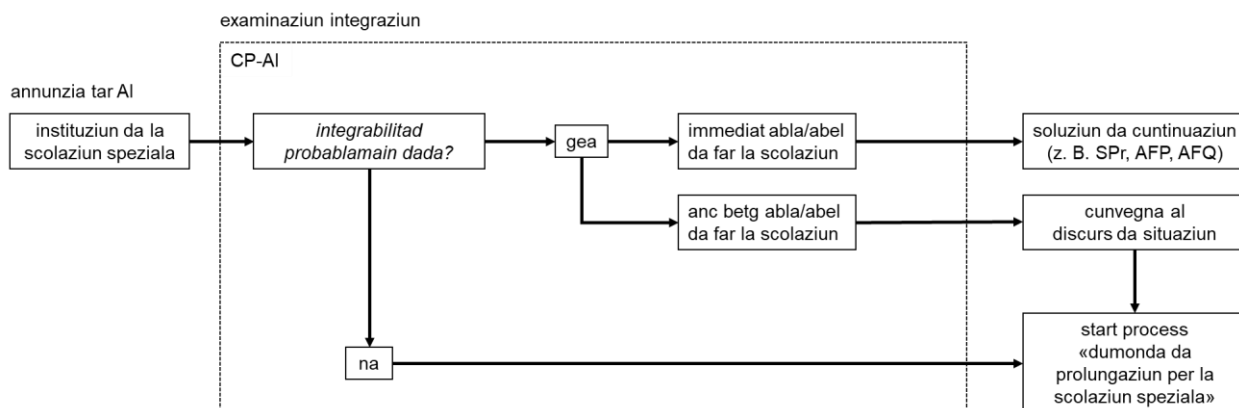 examinaziun integraziun
CP-AI
annunzia tar AI
instituziun da la
scolaziun speziala
integrabilitad
probablamain dada?
gea
immediat abla/abel
da far la scolaziun
soluziun da cuntinuaziun
(z. B. SPr, AFP, AFQ)
anc betg abla/abel
da far la scolaziun
cunvegna al
discurs da situaziun
na
start process
«dumonda da
prolungaziun per la
scolaziun speziala»